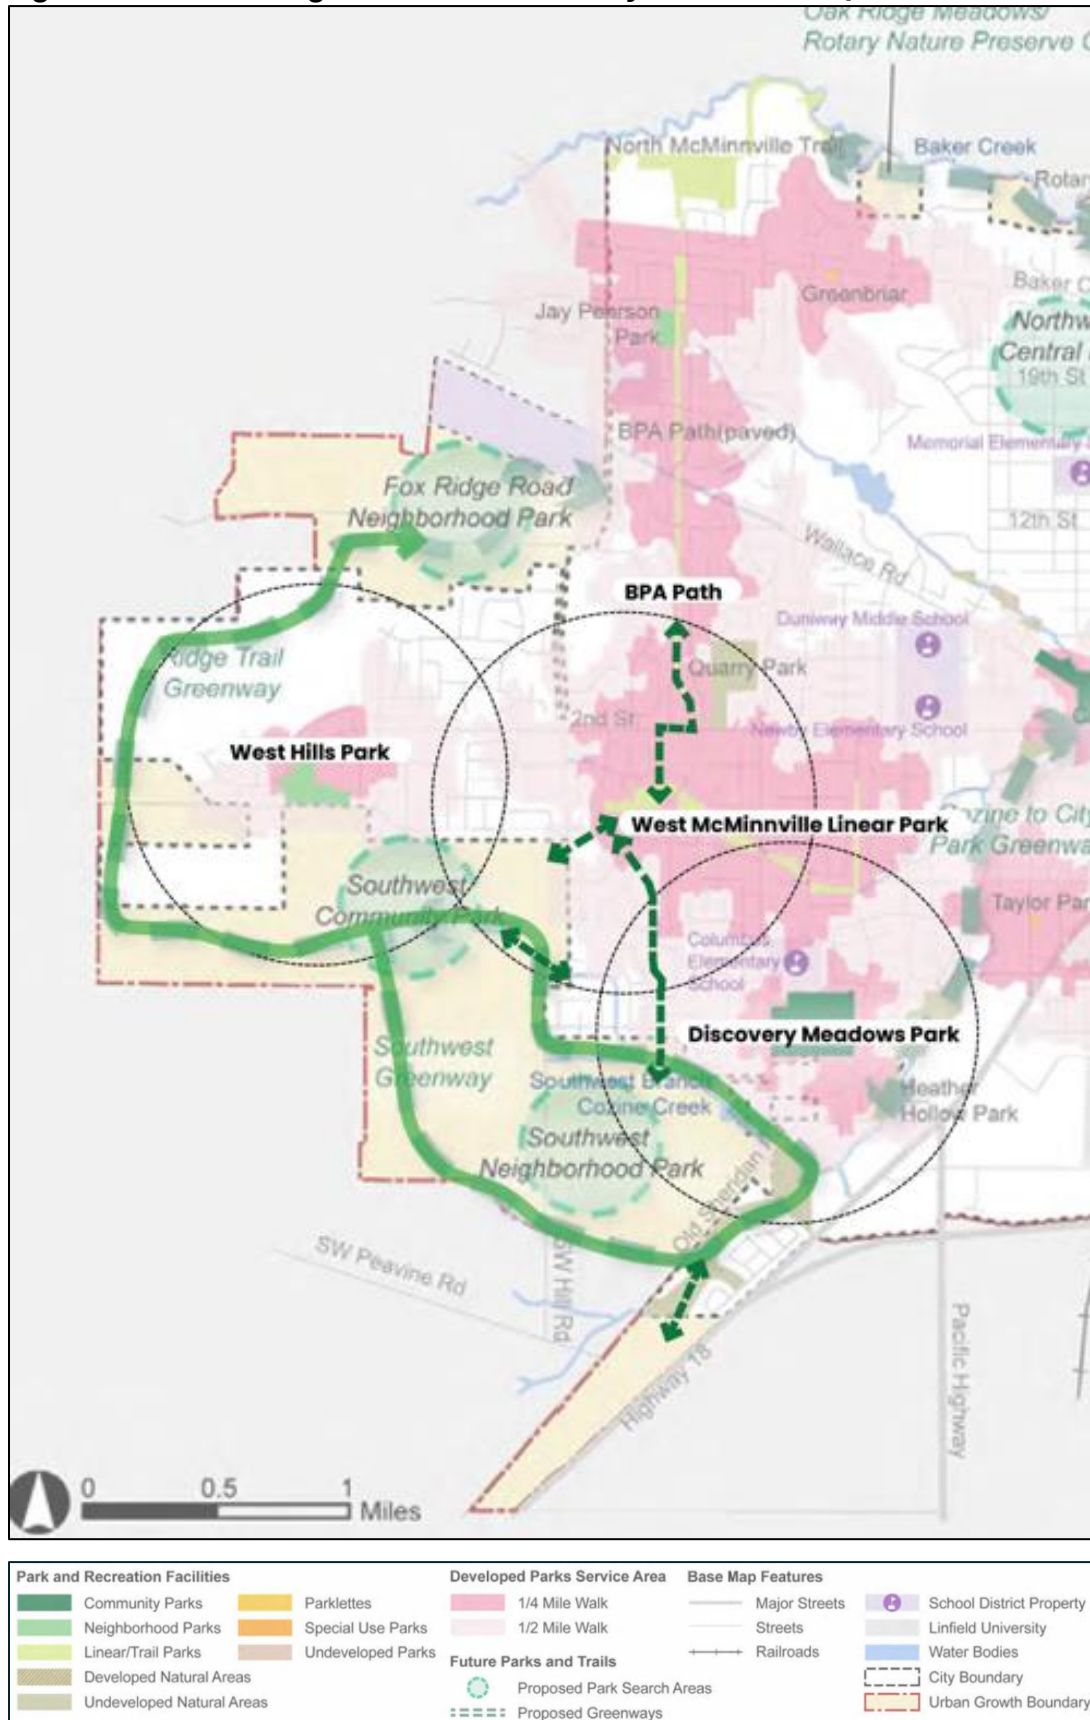 Oak Ridge Meadows/
Rotary Nature Preserve
North McMinnville Trail
Baker Creek
Greenbriar
Jay Pearson
Park
Central
19th St
BPA Path(paved)
Memorial Elementary
Fox Ridge Road
Neighborhood Park
12th St
Wallace Rd
BPA Path
Duniway Middle School
Ridge Trail
Greenway
Quarry Park
2nd St
Newby Elementary School
West Hills Park
West McMinnville Linear Park
to City
Park Greenway
Southwest
Community Park
Taylor Park
Columbus
Elementary
School
Discovery Meadows Park
Southwest
Greenway
Southwest Branch
Cozine Creek
Heather
Hollow Park
Southwest
Neighborhood Park
Old Sheridan
SW Peavine Rd
SW Hill Rd
Highway 18
Pacific Highway
0 0.5 1
Miles
Park and Recreation Facilities
Community Parks
Neighborhood Parks
Linear/Trail Parks
Developed Natural Areas
Undeveloped Natural Areas
Parklettes
Special Use Parks
Undeveloped Parks
Developed Parks Service Area
1/4 Mile Walk
1/2 Mile Walk
Future Parks and Trails
Proposed Park Search Areas
Proposed Greenways
Base Map Features
Major Streets
Streets
Railroads
School District Property
Linfield University
Water Bodies
City Boundary
Urban Growth Boundary